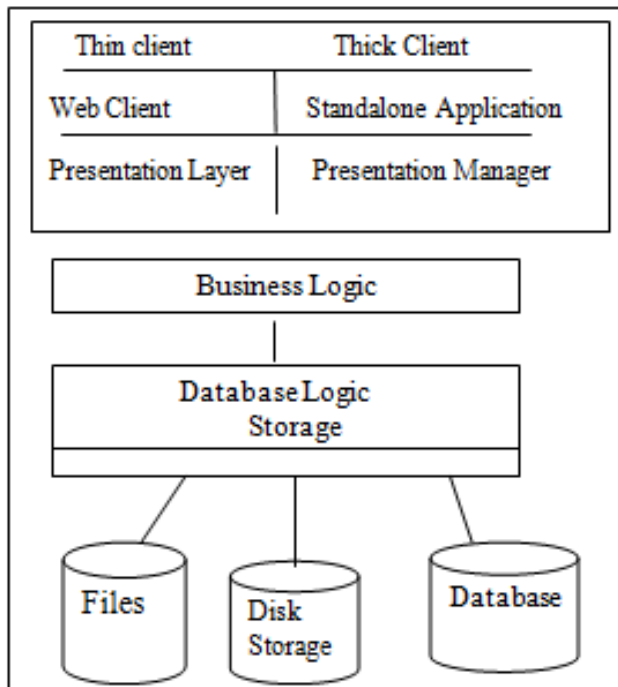 Thin client Thick Client
Web Client Standalone Application
Presentation Layer Presentation Manager
Business Logic
Database Logic
Storage
Files
Disk
Storage
Database